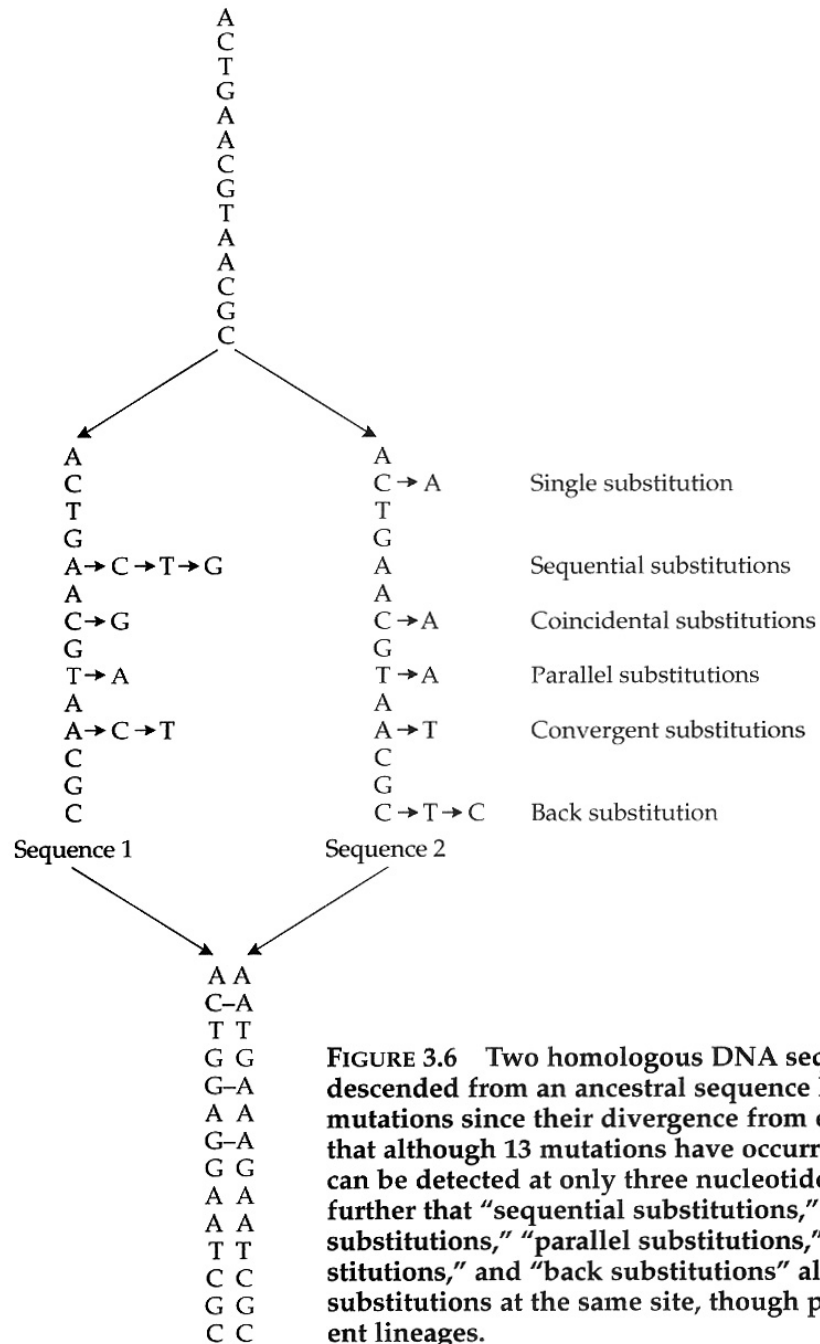 A
C
T
G
A
A
C
G
T
A
A
C
G
C
A A
C C → A Single substitution
T T
G G
A → C → T → G A Sequential substitutions
A A
C → G C → A Coincidental substitutions
G G
T → A T → A Parallel substitutions
A A
A → C → T A → T Convergent substitutions
C C
G G
C C → T → C Back substitution
Sequence 1 Sequence 2
A A
C–A
T T
G G
G–A
A A
G–A
G G
A A
A A
T T
C C
G G
C C
FIGURE 3.6 Two homologous DNA
descended from an ancestral sequence
mutations since their divergence from
that although 13 mutations have occurr
can be detected at only three nucleotide
further that “sequential substitutions,”
substitutions,” “parallel substitutions,”
stitutions,” and “back substitutions” al
substitutions at the same site, though p
ent lineages.